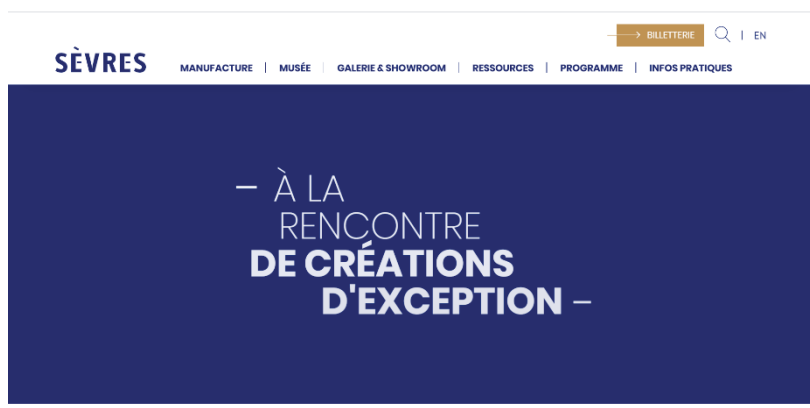 BILLETTERIE | EN
SÈVRES
MANUFACTURE | MUSÉE | GALERIE & SHOWROOM | RESSOURCES | PROGRAMME | INFOS PRATIQUES
– À LA
RENCONTRE
DE CRÉATIONS
D'EXCEPTION –